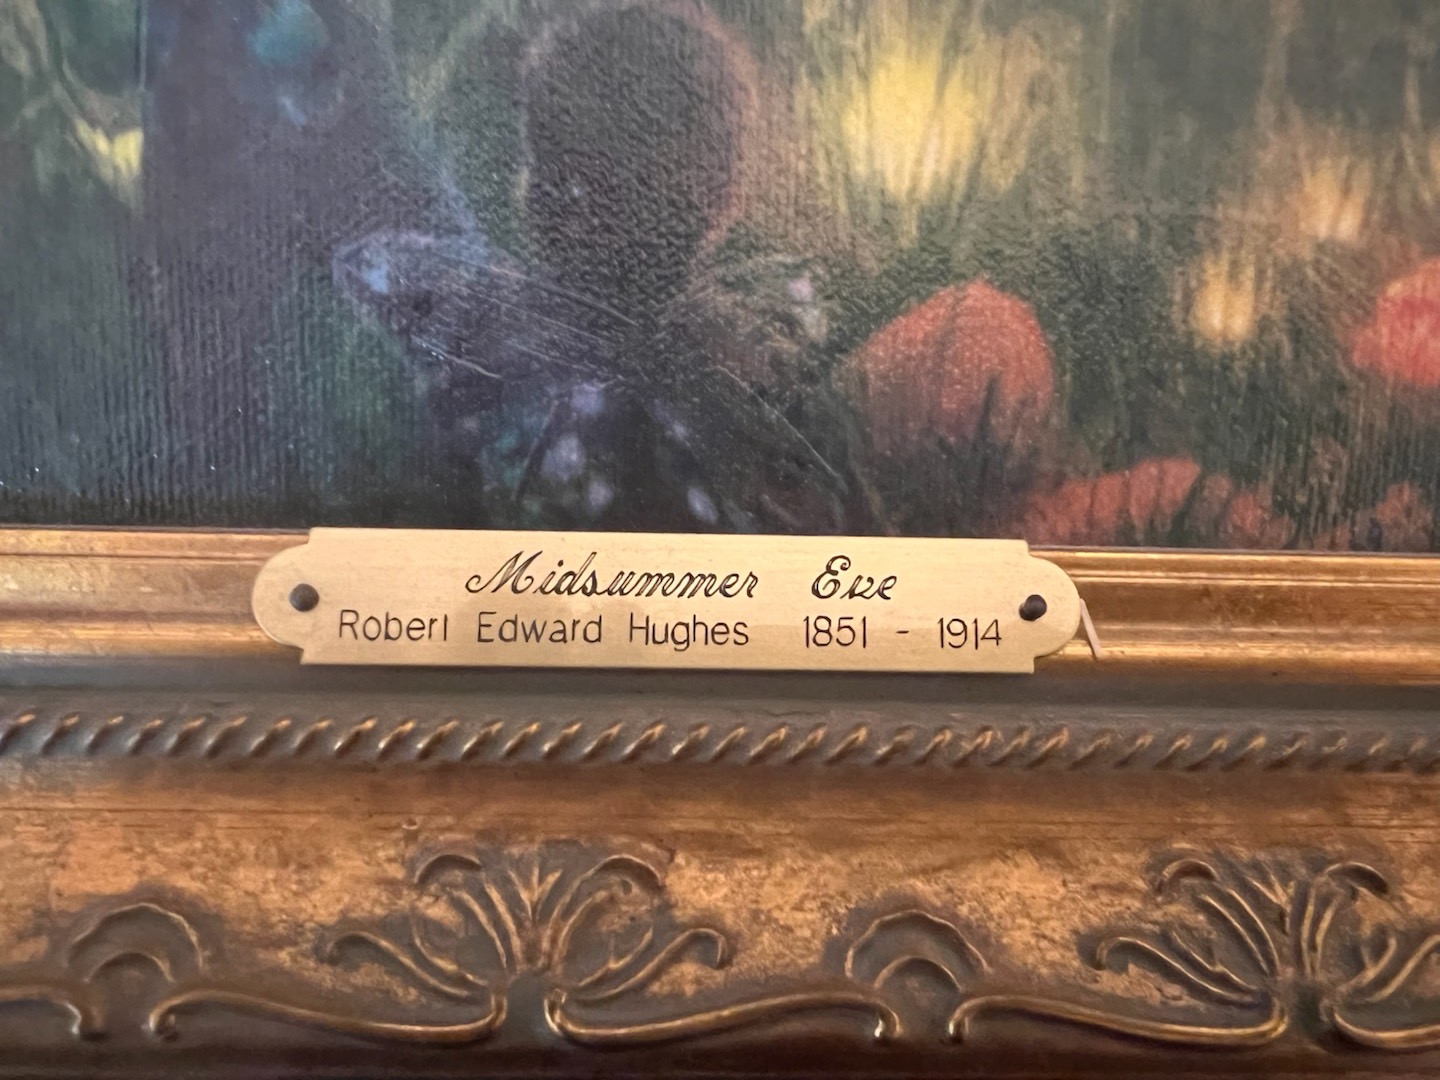 Midsummer Eve
Robert Edward Hughes 1851 - 1914